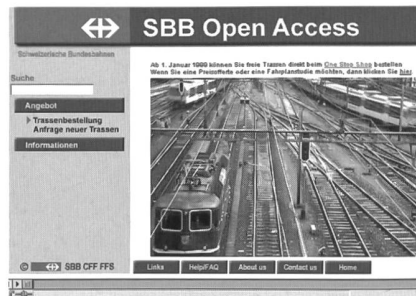 SBB Open Access
Schweizerische Bundesbahnen
Suche
Ab 1. Januar 1999 können Sie freie Trassen direkt beim One Stop Shop bestellen
Wenn Sie eine Preisofferte oder eine Fahrplanstudie möchten, dann klicken Sie hier
Angebot
Trassenbestellung
Anfrage neuer Trassen
Informationen
© SBB CFF FFS
Links
Help/FAQ
About us
Contact us
Home